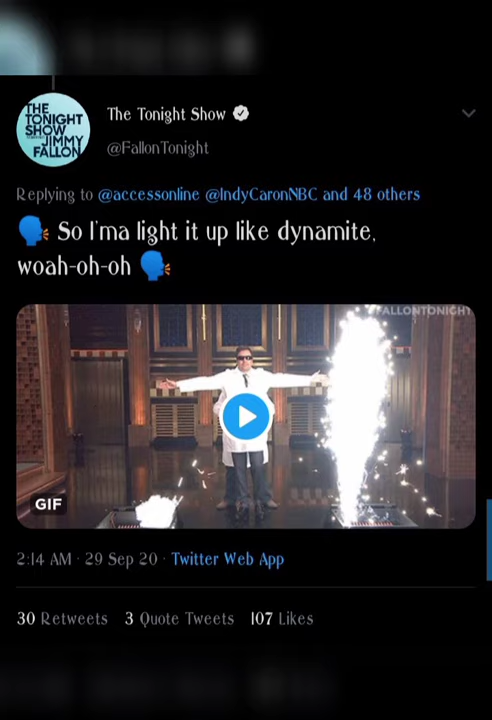 THE
TONIGHT
SHOW
JIMMY
FALLON
The Tonight Show
@FallonTonight
Replying to @accessonline @IndyCaronNBC and 48 others
🗣 So I'ma light it up like dynamite,
woah-oh-oh 🗣
FALLONTONIGHT
GIF
2:14 AM · 29 Sep 20 · Twitter Web App
30 Retweets 3 Quote Tweets 107 Likes